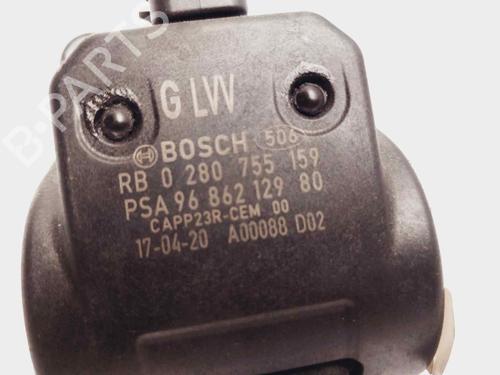 B-PARTS
G LW
BOSCH 506
RB 0 280 755 159
PSA 96 862 129 80
CAPP23R-CEM 00
17-04-20 A00088 D02